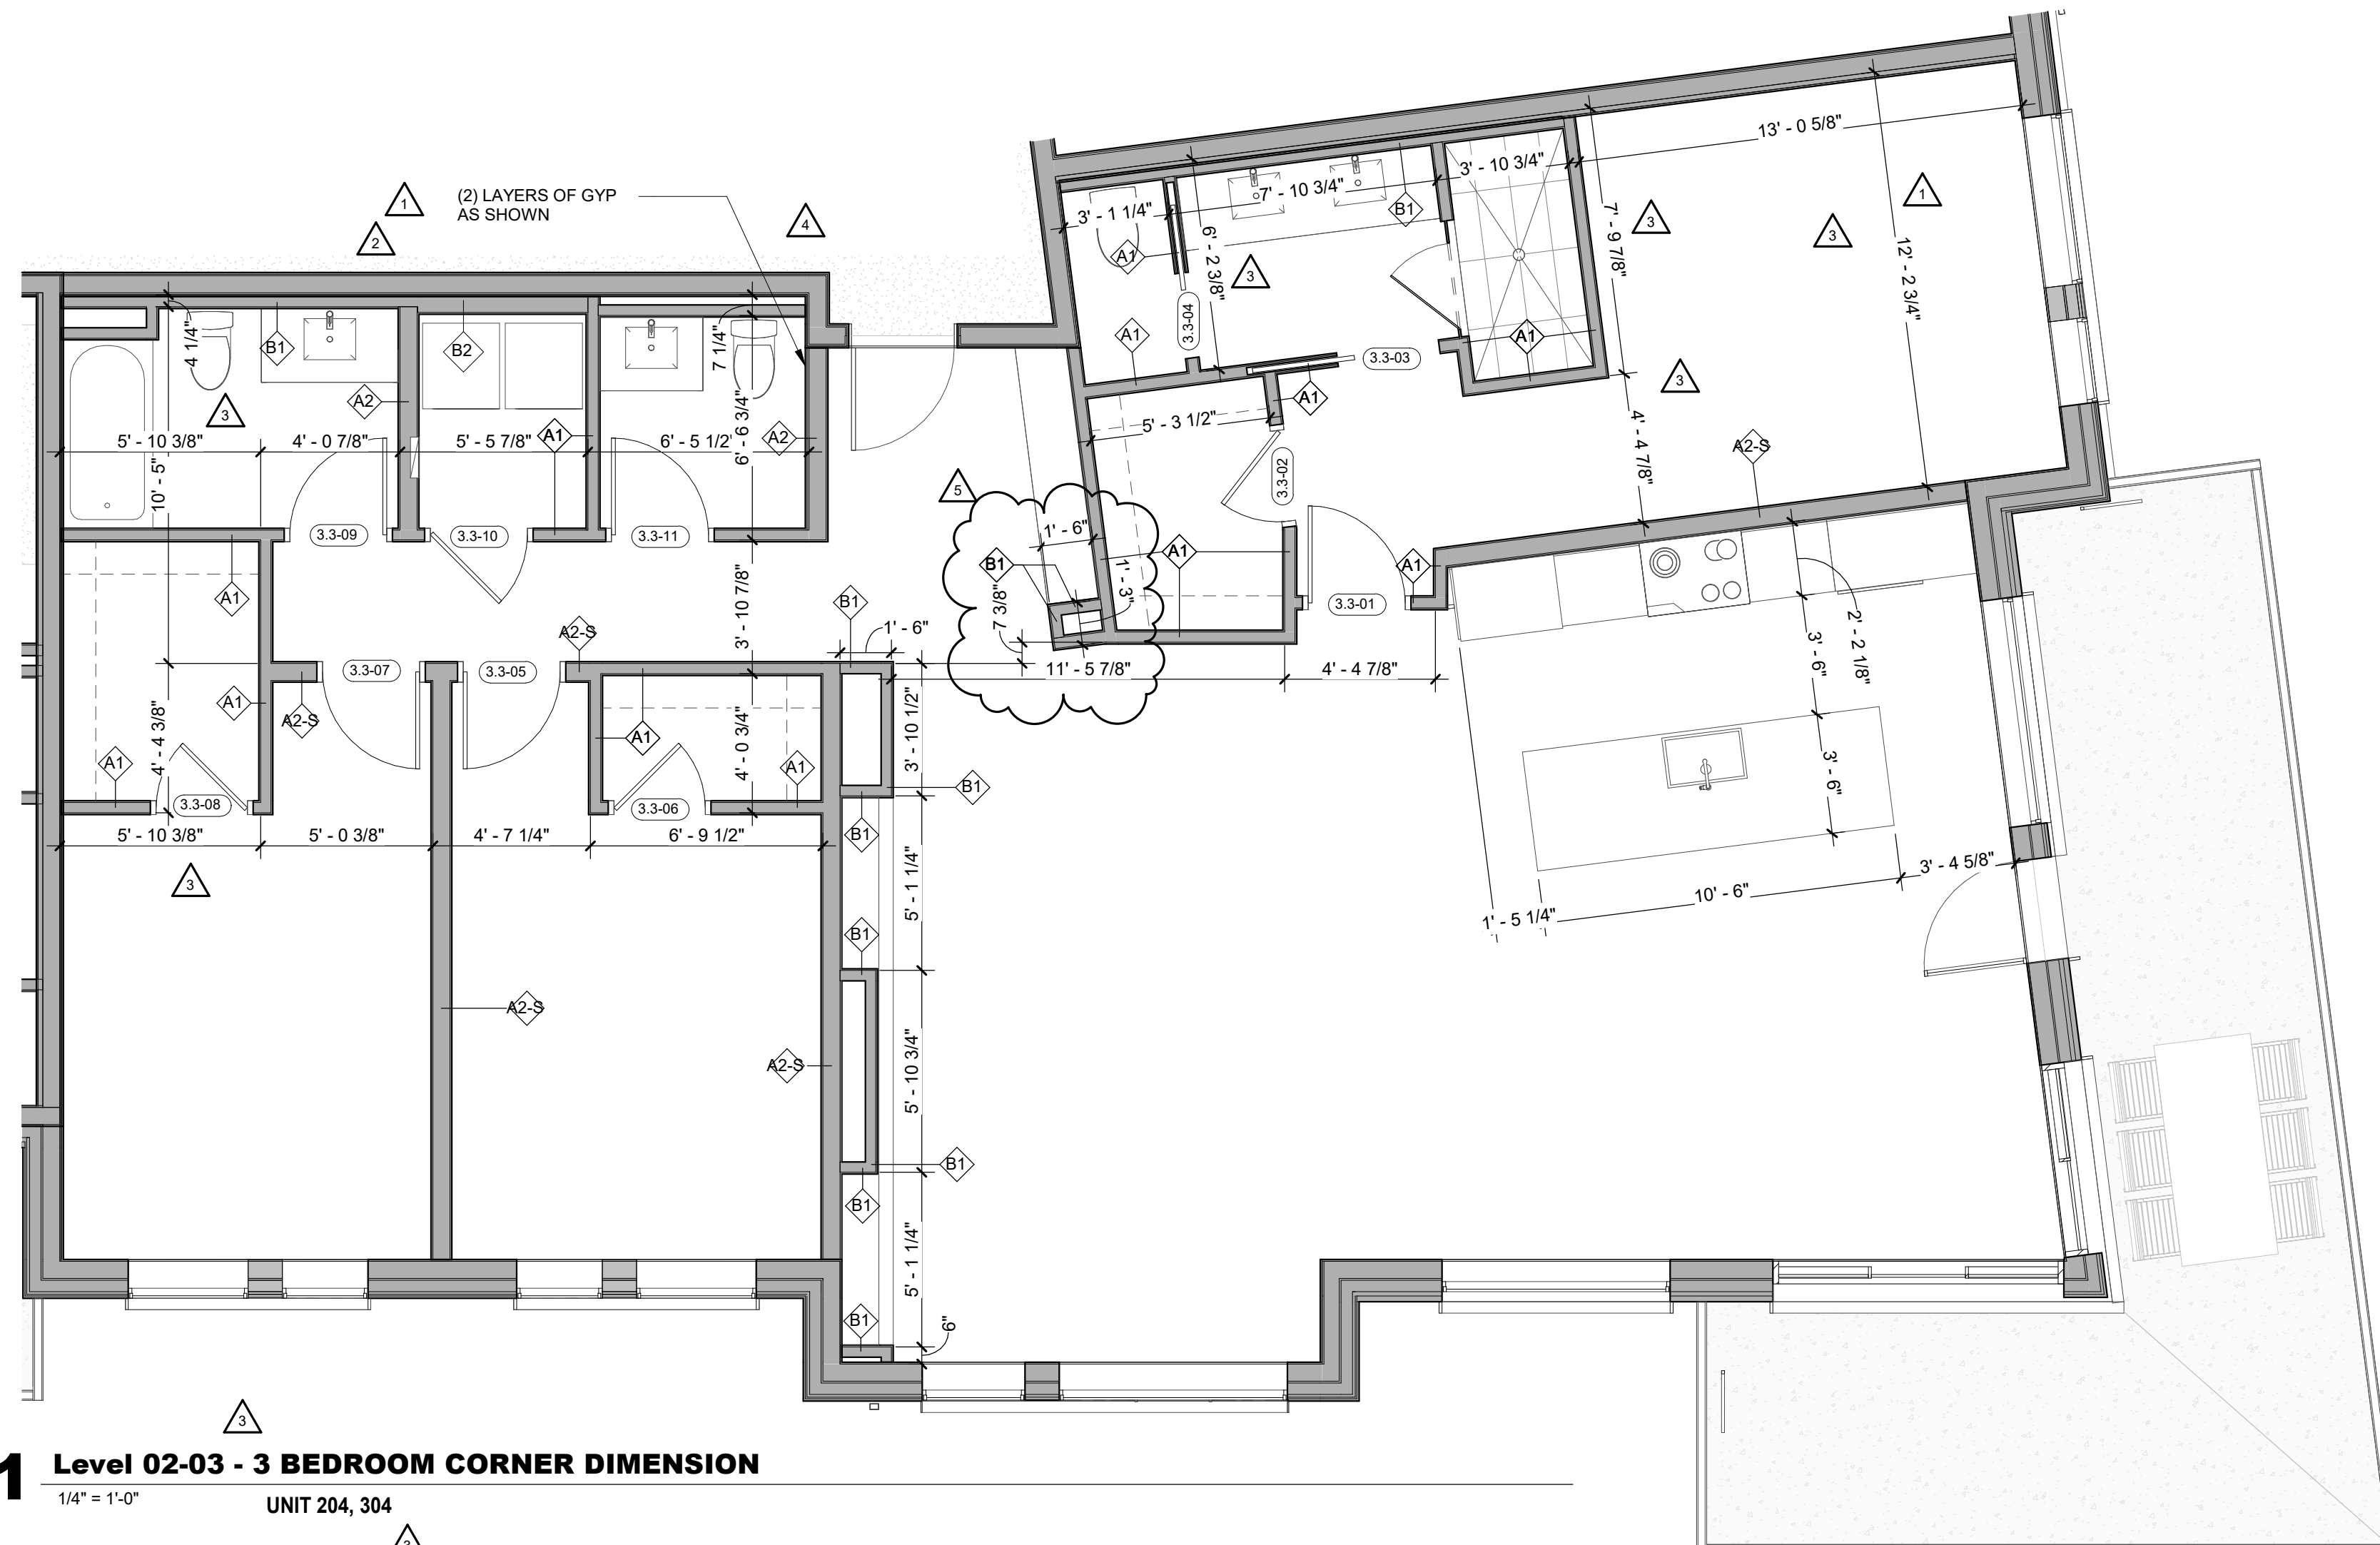 13' - 0 5/8"
3' - 10 3/4"
7' - 10 3/4"
3' - 1 1/4"
B1
A1
6' - 2 3/8"
3
7' - 9 7/8"
3
3
1
12' - 2 3/4"
1
(2) LAYERS OF GYP
AS SHOWN
2
4
3.3-04
A1
A1
3.3-03
3
4 1/4"
B1
B2
7 1/4"
A2
3
A1
5' - 3 1/2"
5' - 10 3/8"
4' - 0 7/8"
5' - 5 7/8"
A1
6' - 5 1/2"
6' - 6 3/4"
A2
4' - 4 7/8"
A2-S
10' - 5"
3.3-02
5
3.3-09
3.3-10
3.3-11
1' - 6"
A1
B1
1' - 3"
7 3/8"
A1
3.3-01
A1
3' - 10 7/8"
B1
A2-S
1' - 6"
2' - 2 1/8"
3' - 6"
3.3-07
3.3-05
11' - 5 7/8"
4' - 4 7/8"
A1
A2-S
4' - 4 3/8"
A1
4' - 0 3/4"
3' - 10 1/2"
A1
A1
B1
3' - 6"
3.3-08
3.3-06
5' - 10 3/8"
5' - 0 3/8"
4' - 7 1/4"
6' - 9 1/2"
B1
3
5' - 1 1/4"
3' - 4 5/8"
10' - 6"
1' - 5 1/4"
B1
A2-S
5' - 10 3/4"
A2-S
B1
B1
5' - 1 1/4"
B1
6"
3
1 Level 02-03 - 3 BEDROOM CORNER DIMENSION
1/4" = 1'-0"
UNIT 204, 304
3